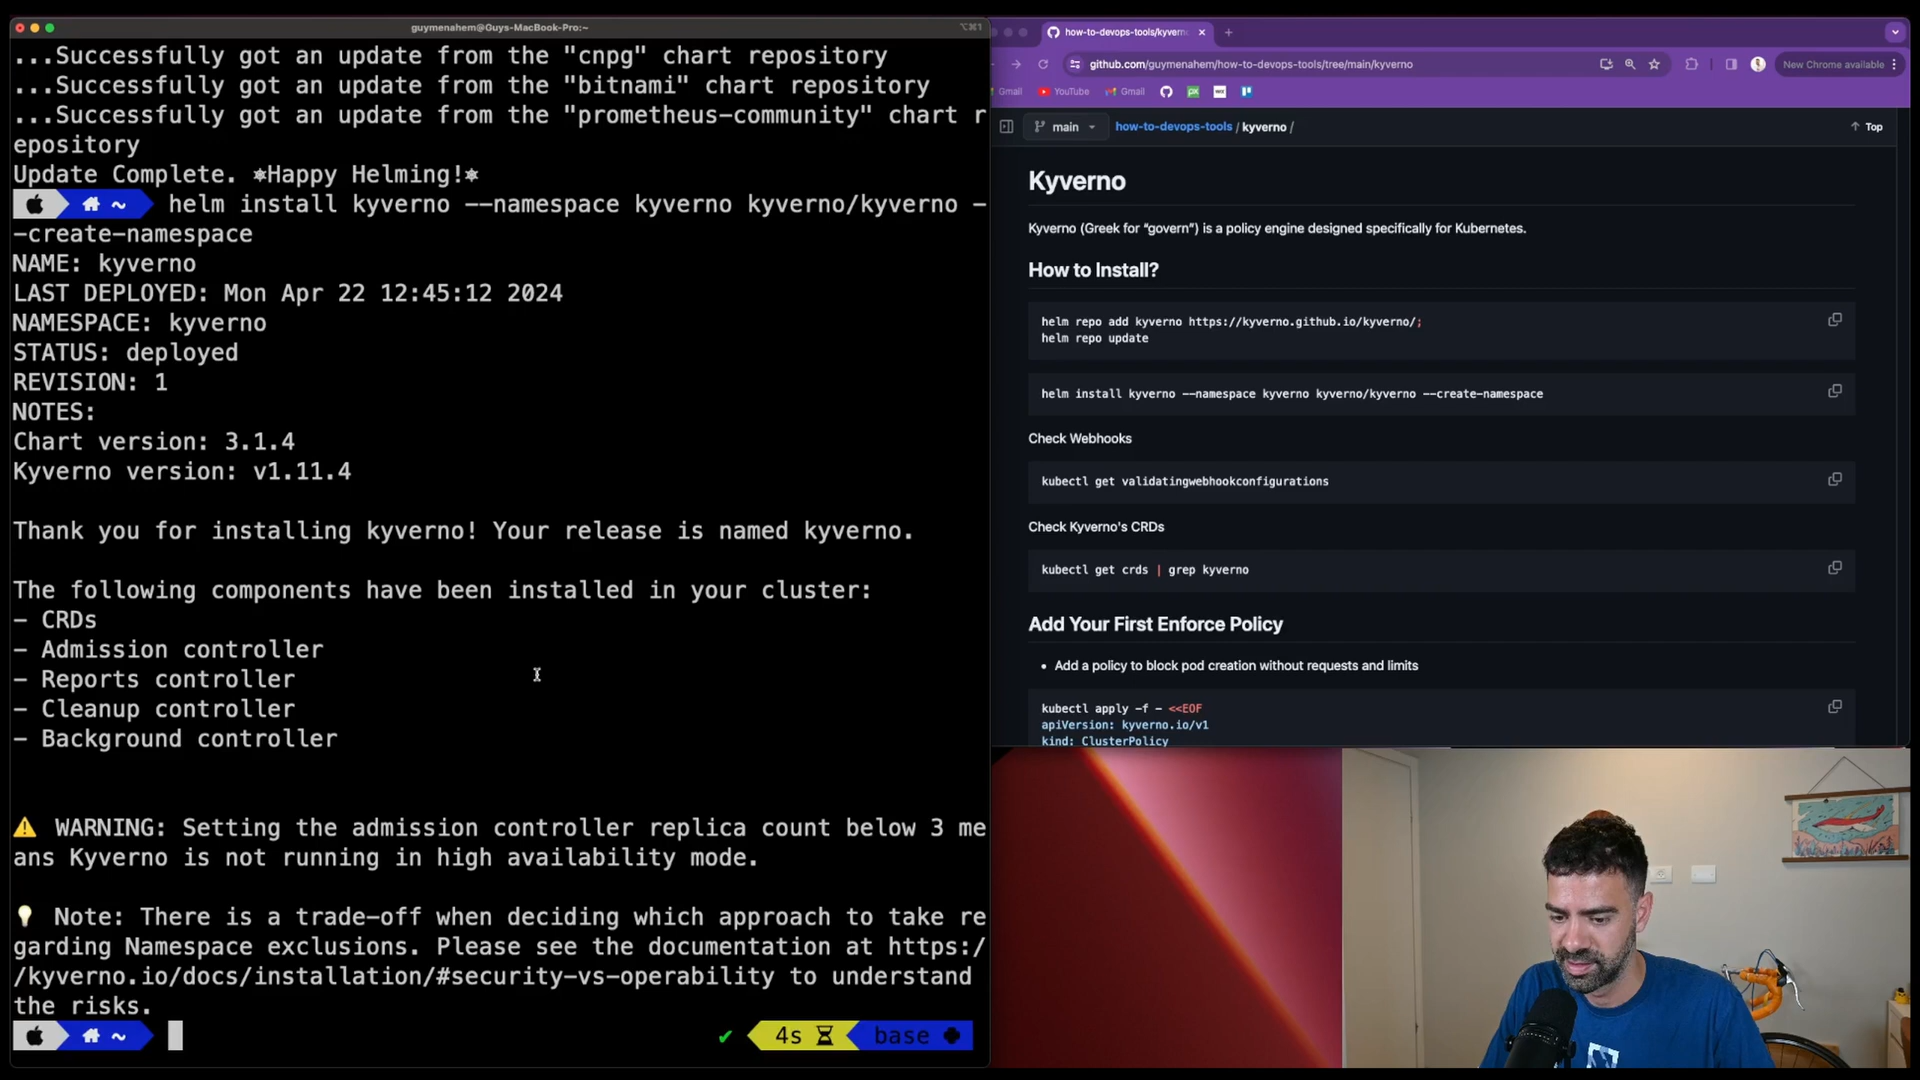 guymenahem@Guys-MacBook-Pro:~
⌥⌘1
...Successfully got an update from the "cnpg" chart repository
...Successfully got an update from the "bitnami" chart repository
...Successfully got an update from the "prometheus-community" chart r
epository
Update Complete. ⎈Happy Helming!⎈
~ helm install kyverno --namespace kyverno kyverno/kyverno -
-create-namespace
NAME: kyverno
LAST DEPLOYED: Mon Apr 22 12:45:12 2024
NAMESPACE: kyverno
STATUS: deployed
REVISION: 1
NOTES:
Chart version: 3.1.4
Kyverno version: v1.11.4
Thank you for installing kyverno! Your release is named kyverno.
The following components have been installed in your cluster:
- CRDs
- Admission controller
- Reports controller
- Cleanup controller
- Background controller
⚠️ WARNING: Setting the admission controller replica count below 3 me
ans Kyverno is not running in high availability mode.
💡 Note: There is a trade-off when deciding which approach to take re
garding Namespace exclusions. Please see the documentation at https:/
/kyverno.io/docs/installation/#security-vs-operability to understand
the risks.
~ ✔ 4s base
how-to-devops-tools/kyverno
github.com/guymenahem/how-to-devops-tools/tree/main/kyverno
New Chrome available
Gmail YouTube Gmail
main how-to-devops-tools / kyverno / Top
Kyverno
Kyverno (Greek for “govern”) is a policy engine designed specifically for Kubernetes.
How to Install?
helm repo add kyverno https://kyverno.github.io/kyverno/;
helm repo update
helm install kyverno --namespace kyverno kyverno/kyverno --create-namespace
Check Webhooks
kubectl get validatingwebhookconfigurations
Check Kyverno's CRDs
kubectl get crds | grep kyverno
Add Your First Enforce Policy
• Add a policy to block pod creation without requests and limits
kubectl apply -f - <<EOF
apiVersion: kyverno.io/v1
kind: ClusterPolicy